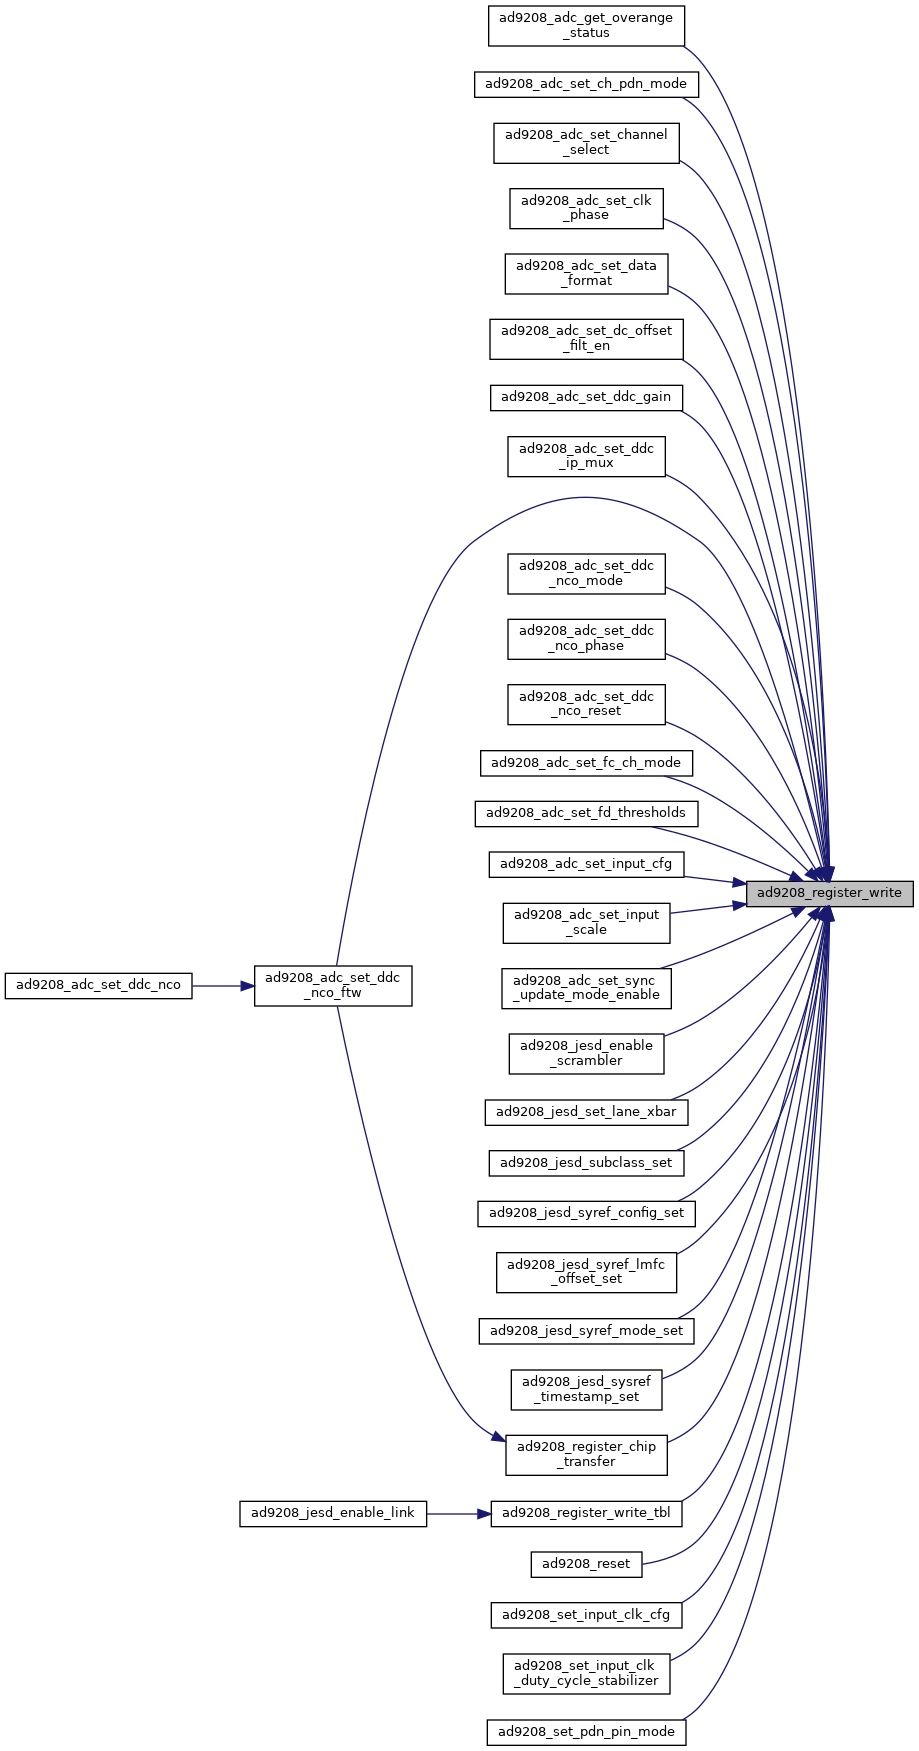 ad9208_adc_get_overange
_status
ad9208_adc_set_ch_pdn_mode
ad9208_adc_set_channel
_select
ad9208_adc_set_clk
_phase
ad9208_adc_set_data
_format
ad9208_adc_set_dc_offset
_filt_en
ad9208_adc_set_ddc_gain
ad9208_adc_set_ddc
_ip_mux
ad9208_adc_set_ddc
_nco_mode
ad9208_adc_set_ddc
_nco_phase
ad9208_adc_set_ddc
_nco_reset
ad9208_adc_set_fc_ch_mode
ad9208_adc_set_fd_thresholds
ad9208_adc_set_input_cfg
ad9208_register_write
ad9208_adc_set_input
_scale
ad9208_adc_set_ddc_nco
ad9208_adc_set_ddc
_nco_ftw
ad9208_adc_set_sync
_update_mode_enable
ad9208_jesd_enable
_scrambler
ad9208_jesd_set_lane_xbar
ad9208_jesd_subclass_set
ad9208_jesd_syref_config_set
ad9208_jesd_syref_lmfc
_offset_set
ad9208_jesd_syref_mode_set
ad9208_jesd_sysref
_timestamp_set
ad9208_register_chip
_transfer
ad9208_jesd_enable_link
ad9208_register_write_tbl
ad9208_reset
ad9208_set_input_clk_cfg
ad9208_set_input_clk
_duty_cycle_stabilizer
ad9208_set_pdn_pin_mode